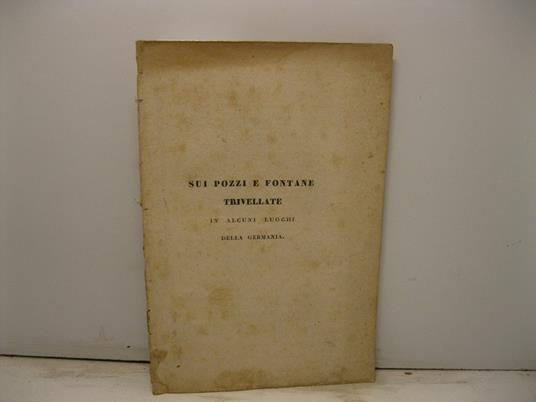 SUI POZZI E FONTANE
TRIVELLATE
IN ALCUNI LUOGHI
DELLA GERMANIA.